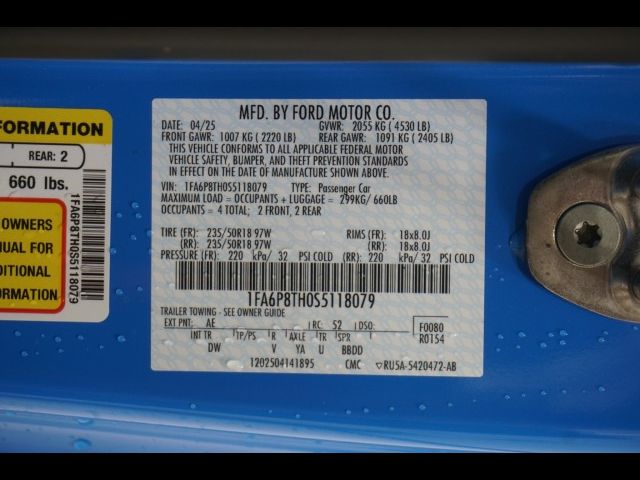 FORMATION
REAR: 2
660 lbs.
OWNERS
NUAL FOR
DITIONAL
FORMATION
1FA6P8TH0S5118079
MFD. BY FORD MOTOR CO.
DATE: 04/25 GVWR: 2055 KG ( 4530 LB)
FRONT GAWR: 1007 KG ( 2220 LB) REAR GAWR: 1091 KG ( 2405 LB)
THIS VEHICLE CONFORMS TO ALL APPLICABLE FEDERAL MOTOR
VEHICLE SAFETY, BUMPER, AND THEFT PREVENTION STANDARDS
IN EFFECT ON THE DATE OF MANUFACTURE SHOWN ABOVE.
VIN: 1FA6P8TH0S5118079 TYPE: Passenger Car
MAXIMUM LOAD = OCCUPANTS + LUGGAGE = 299KG/ 660LB
OCCUPANTS = 4 TOTAL; 2 FRONT, 2 REAR
TIRE (FR): 235/50R18 97W RIMS (FR): 18x8.0J
(RR): 235/50R18 97W (RR): 18x8.0J
PRESSURE (FR): 220 kPa/ 32 PSI COLD (RR): 220 kPa/ 32 PSI COLD
1FA6P8TH0S5118079
TRAILER TOWING - SEE OWNER GUIDE
EXT PNT: AE RC: 52 DSO: F0080
INT TR TP/PS R AXLE TR SPR R0154
DW V YA U BBDD
1202504141895 CMC RU5A-5420472-AB